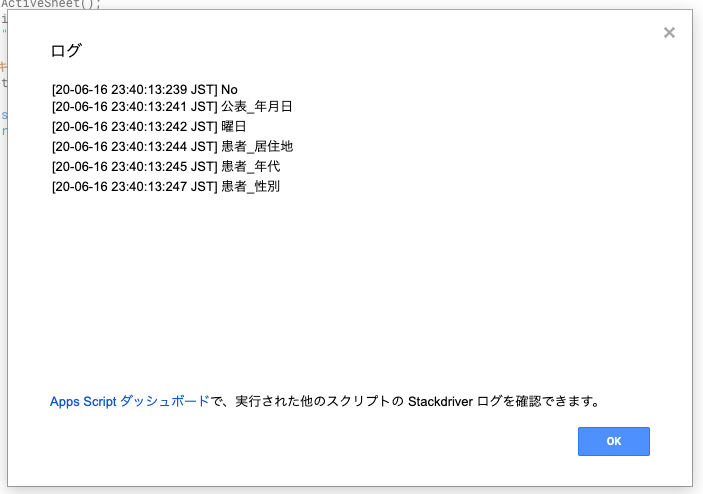 ActiveSheet();
ログ
[20-06-16 23:40:13:239 JST] No
[20-06-16 23:40:13:241 JST] 公表_年月日
[20-06-16 23:40:13:242 JST] 曜日
[20-06-16 23:40:13:244 JST] 患者_居住地
[20-06-16 23:40:13:245 JST] 患者_年代
[20-06-16 23:40:13:247 JST] 患者_性別
Apps Script ダッシュボードで、実行された他のスクリプトの Stackdriver ログを確認できます。
OK